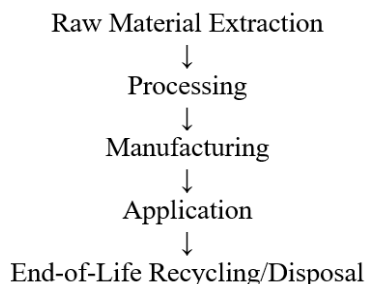 Raw Material Extraction
↓
Processing
↓
Manufacturing
↓
Application
↓
End-of-Life Recycling/Disposal